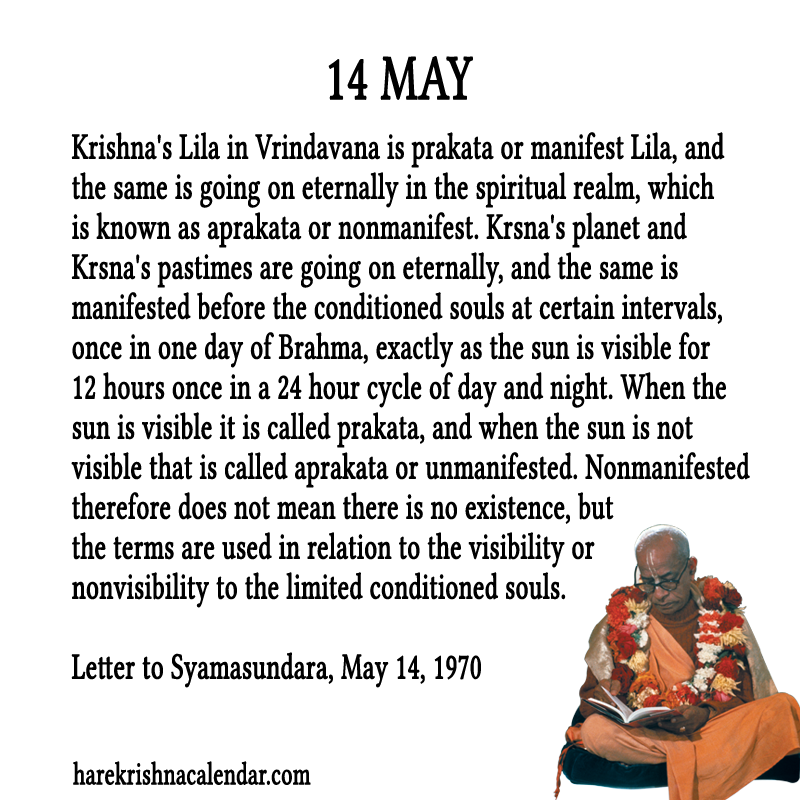 14 MAY
Krishna's Lila in Vrindavana is prakata or manifest Lila, and
the same is going on eternally in the spiritual realm, which
is known as aprakata or nonmanifest. Krsna's planet and
Krsna's pastimes are going on eternally, and the same is
manifested before the conditioned souls at certain intervals,
once in one day of Brahma, exactly as the sun is visible for
12 hours once in a 24 hour cycle of day and night. When the
sun is visible it is called prakata, and when the sun is not
visible that is called aprakata or unmanifested. Nonmanifested
therefore does not mean there is no existence, but
the terms are used in relation to the visibility or
nonvisibility to the limited conditioned souls.
Letter to Syamasundara, May 14, 1970
harekrishnacalendar.com